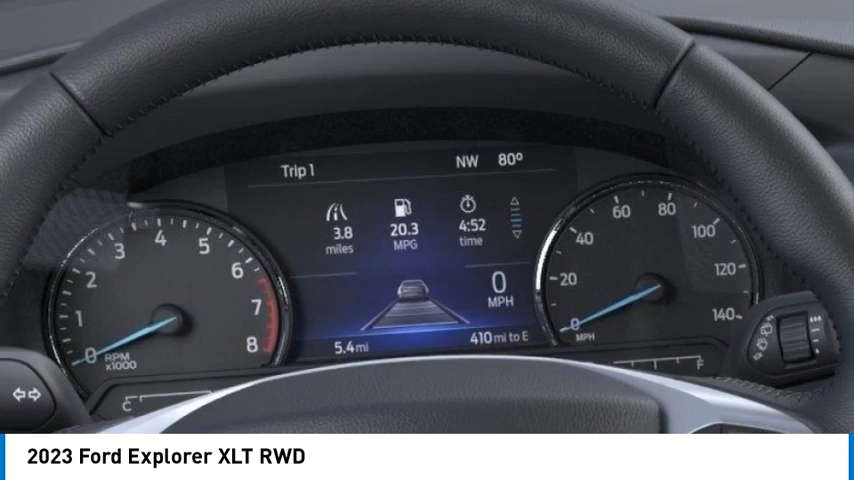 Trip 1 NW 80°
3.8 miles
20.3 MPG
4:52 time
0 MPH
5.4 mi 410 mi to E
0 1 2 3 4 5 6 7 8
RPM x1000
0 20 40 60 80 100 120 140
MPH
C F
2023 Ford Explorer XLT RWD